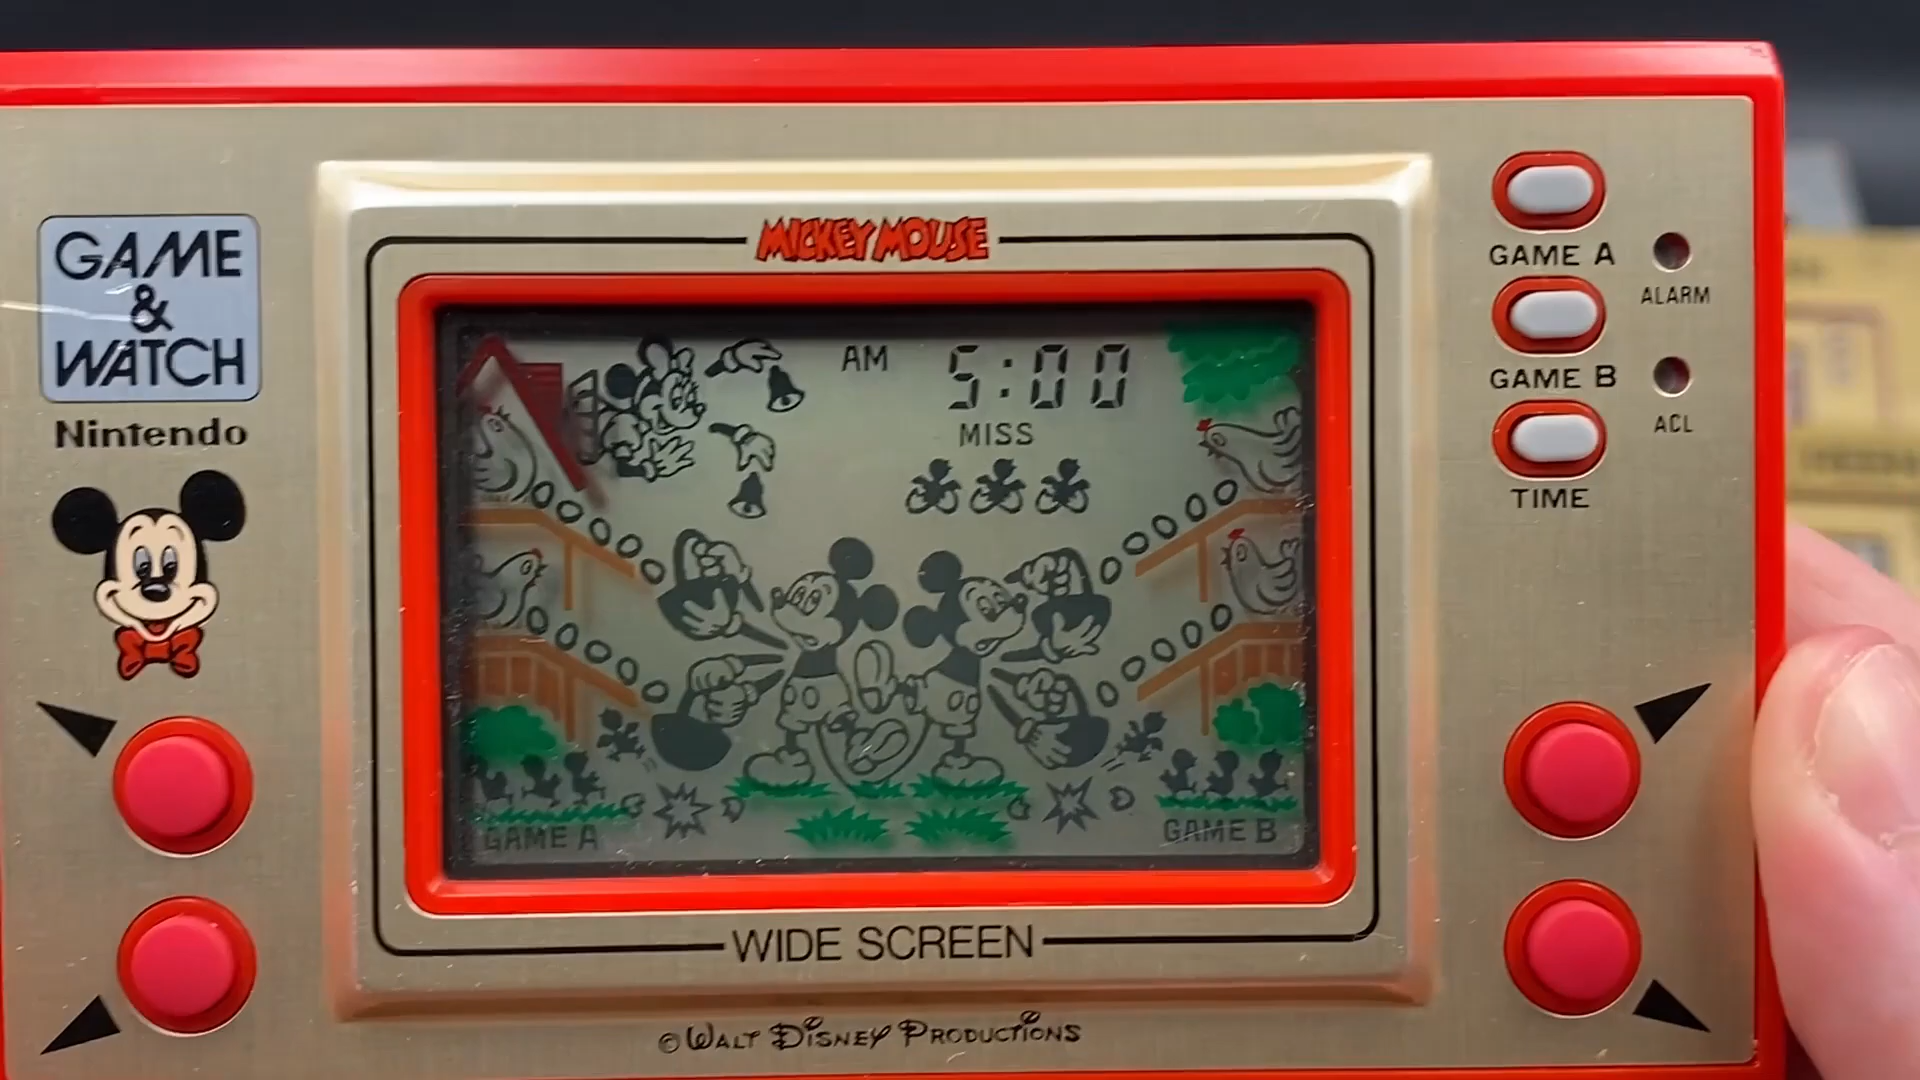 GAME
&
WATCH
Nintendo
MICKEY MOUSE
AM 5:00
MISS
GAME A
GAME B
WIDE SCREEN
©WALT DISNEY PRODUCTIONS
GAME A
ALARM
GAME B
ACL
TIME